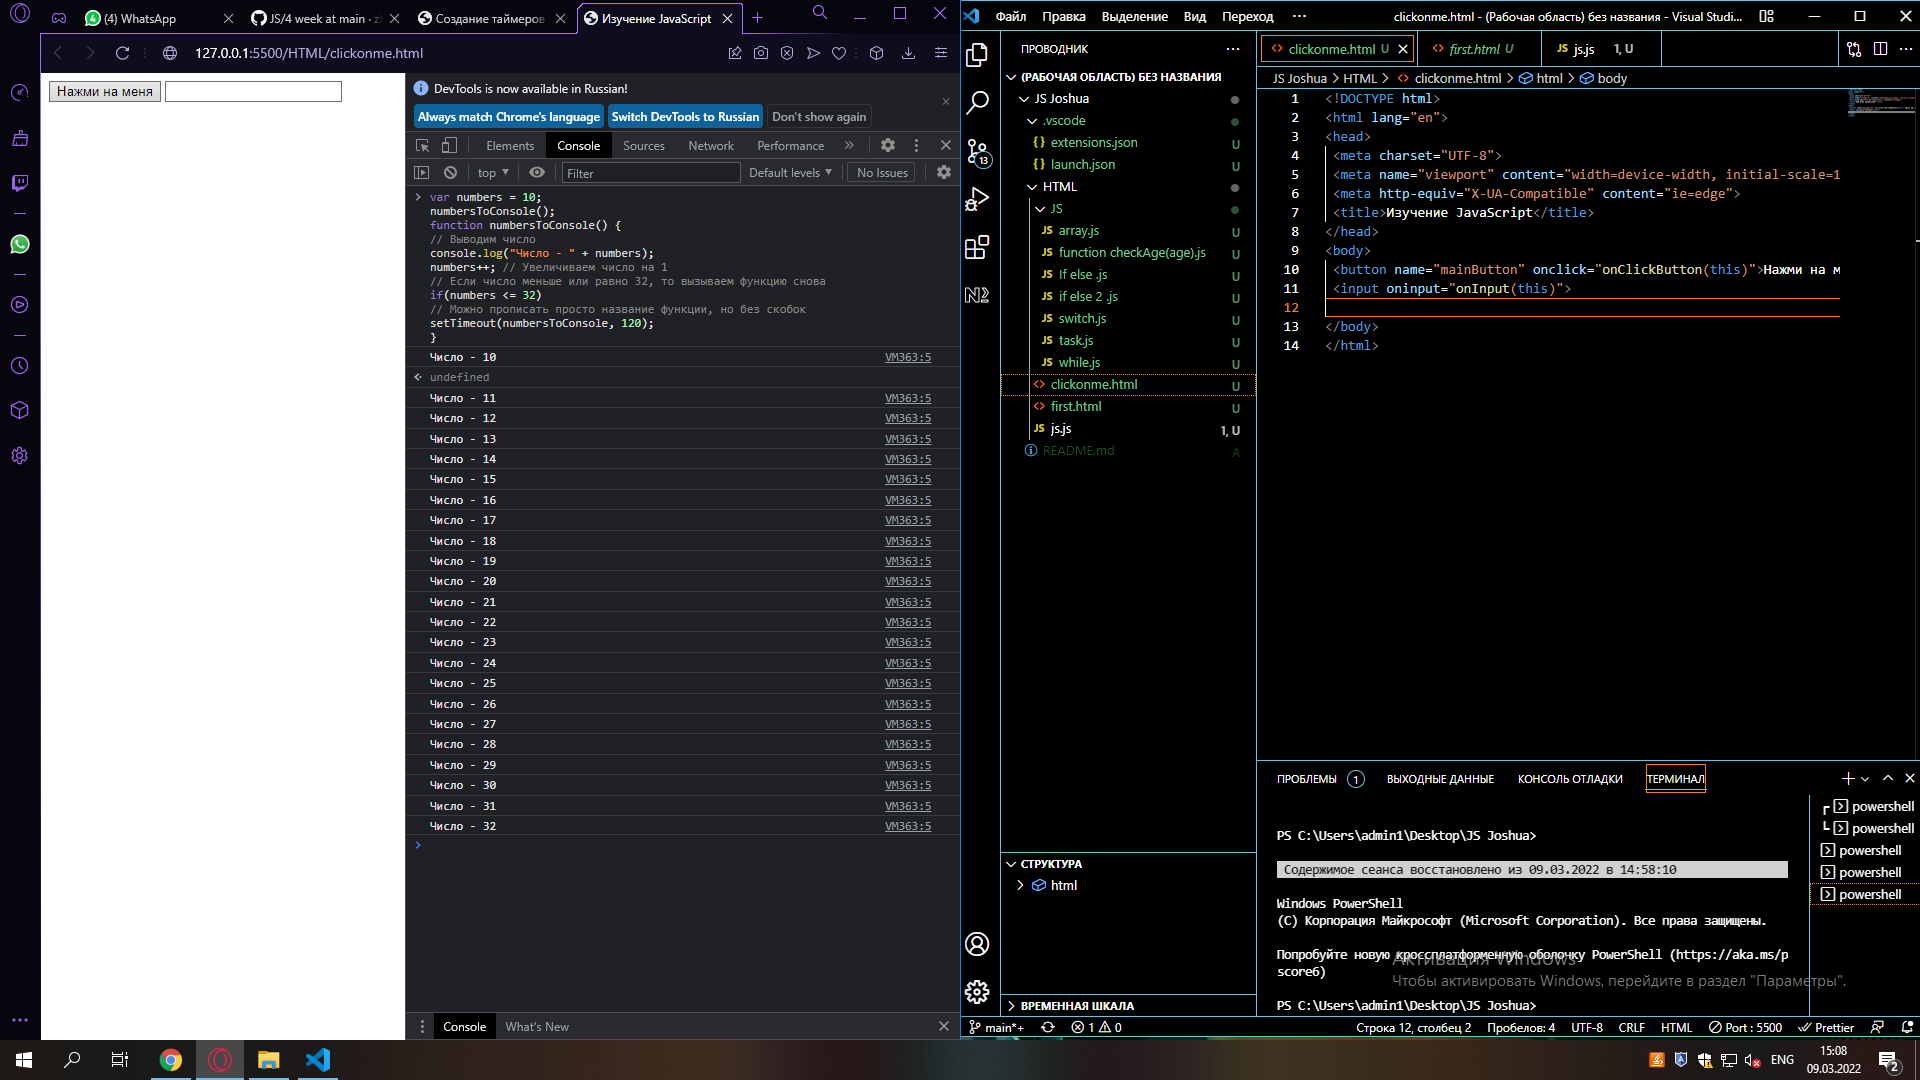 (4) WhatsApp
JS/4 week at main - z
Создание таймеров
Изучение JavaScript
127.0.0.1:5500/HTML/clickonme.html
Нажми на меня
DevTools is now available in Russian!
Always match Chrome's language
Switch DevTools to Russian
Don't show again
Elements
Console
Sources
Network
Performance
top
Filter
Default levels
No Issues
var numbers = 10;
numbersToConsole();
function numbersToConsole() {
// Выводим число
console.log("Число - " + numbers);
numbers++; // Увеличиваем число на 1
// Если число меньше или равно 32, то вызываем функцию снова
if(numbers <= 32)
// Можно прописать просто название функции, но без скобок
setTimeout(numbersToConsole, 120);
}
Число - 10 VM363:5
undefined
Число - 11 VM363:5
Число - 12 VM363:5
Число - 13 VM363:5
Число - 14 VM363:5
Число - 15 VM363:5
Число - 16 VM363:5
Число - 17 VM363:5
Число - 18 VM363:5
Число - 19 VM363:5
Число - 20 VM363:5
Число - 21 VM363:5
Число - 22 VM363:5
Число - 23 VM363:5
Число - 24 VM363:5
Число - 25 VM363:5
Число - 26 VM363:5
Число - 27 VM363:5
Число - 28 VM363:5
Число - 29 VM363:5
Число - 30 VM363:5
Число - 31 VM363:5
Число - 32 VM363:5
Console
What's New
Файл Правка Выделение Вид Переход ···
clickonme.html - (Рабочая область) без названия - Visual Studi...
ПРОВОДНИК
(РАБОЧАЯ ОБЛАСТЬ) БЕЗ НАЗВАНИЯ
JS Joshua
.vscode
{} extensions.json U
{} launch.json U
HTML
JS
JS array.js U
JS function checkAge(age).js U
JS If else .js U
JS if else 2 .js U
JS switch.js U
JS task.js U
JS while.js U
<> clickonme.html U
<> first.html U
JS js.js 1, U
README.md A
13
СТРУКТУРА
html
ВРЕМЕННАЯ ШКАЛА
<> clickonme.html U
<> first.html U
JS js.js 1, U
JS Joshua > HTML > <> clickonme.html > html > body
1 <!DOCTYPE html>
2 <html lang="en">
3 <head>
4 <meta charset="UTF-8">
5 <meta name="viewport" content="width=device-width, initial-scale=1
6 <meta http-equiv="X-UA-Compatible" content="ie=edge">
7 <title>Изучение JavaScript</title>
8 </head>
9 <body>
10 <button name="mainButton" onclick="onClickButton(this)">Нажми на м
11 <input oninput="onInput(this)">
12
13 </body>
14 </html>
ПРОБЛЕМЫ 1
ВЫХОДНЫЕ ДАННЫЕ
КОНСОЛЬ ОТЛАДКИ
ТЕРМИНАЛ
PS C:\Users\admin1\Desktop\JS Joshua>
Содержимое сеанса восстановлено из 09.03.2022 в 14:58:10
Windows PowerShell
(C) Корпорация Майкрософт (Microsoft Corporation). Все права защищены.
Попробуйте новую кроссплатформенную оболочку PowerShell (https://aka.ms/p
score6)
PS C:\Users\admin1\Desktop\JS Joshua>
powershell
powershell
powershell
powershell
powershell
Активация Windows
Чтобы активировать Windows, перейдите в раздел "Параметры".
main*+
1
0
Строка 12, столбец 2
Пробелов: 4
UTF-8
CRLF
HTML
Port : 5500
Prettier
ENG
15:08
09.03.2022
2